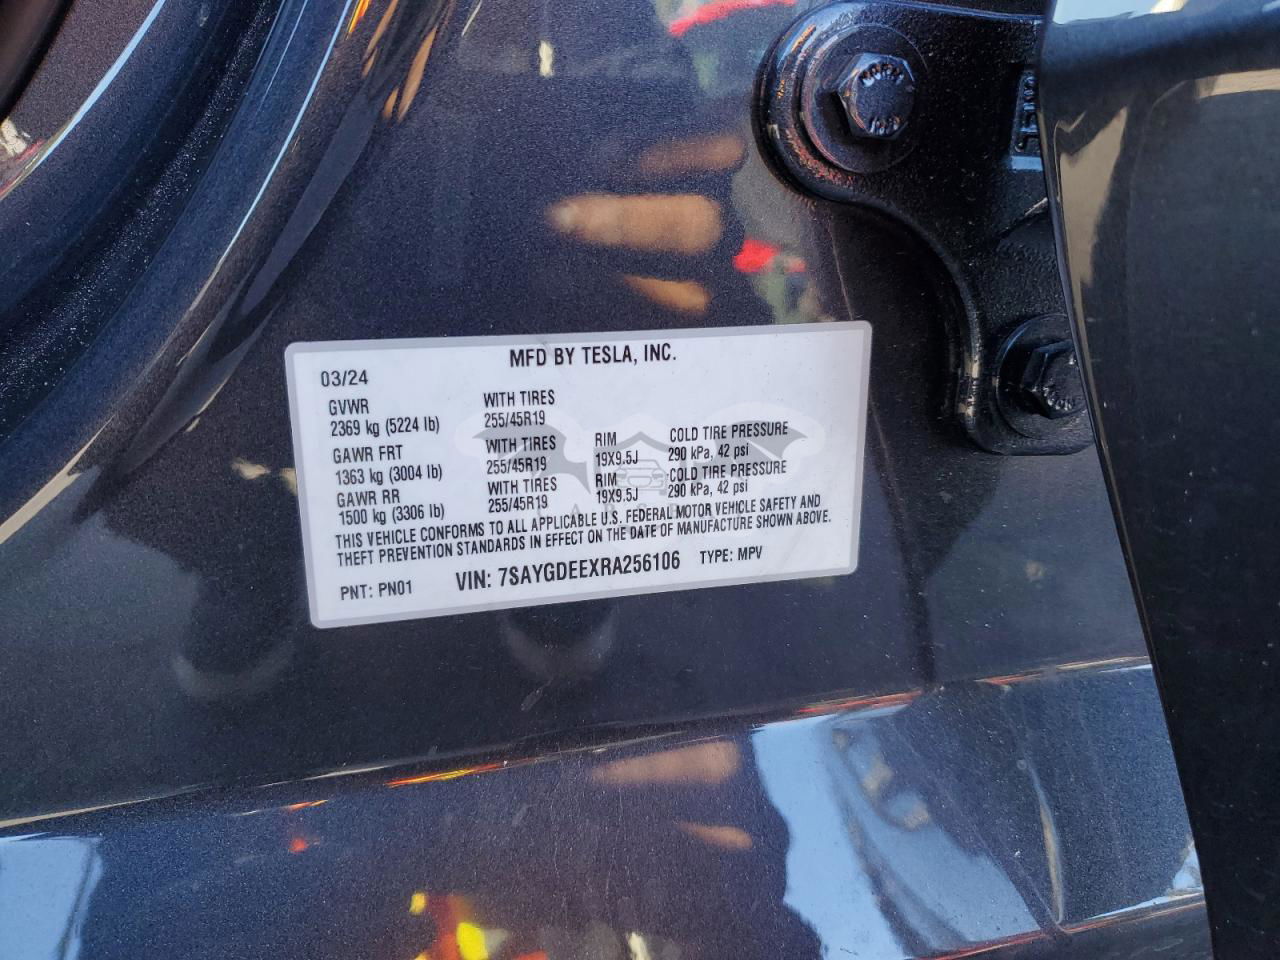 MFD BY TESLA, INC.
03/24
GVWR WITH TIRES
2369 kg (5224 lb) 255/45R19
GAWR FRT WITH TIRES RIM COLD TIRE PRESSURE
1363 kg (3004 lb) 255/45R19 19X9.5J 290 kPa, 42 psi
GAWR RR WITH TIRES RIM COLD TIRE PRESSURE
1500 kg (3306 lb) 255/45R19 19X9.5J 290 kPa, 42 psi
THIS VEHICLE CONFORMS TO ALL APPLICABLE U.S. FEDERAL MOTOR VEHICLE SAFETY AND
THEFT PREVENTION STANDARDS IN EFFECT ON THE DATE OF MANUFACTURE SHOWN ABOVE.
PNT: PN01 VIN: 7SAYGDEEXRA256106 TYPE: MPV